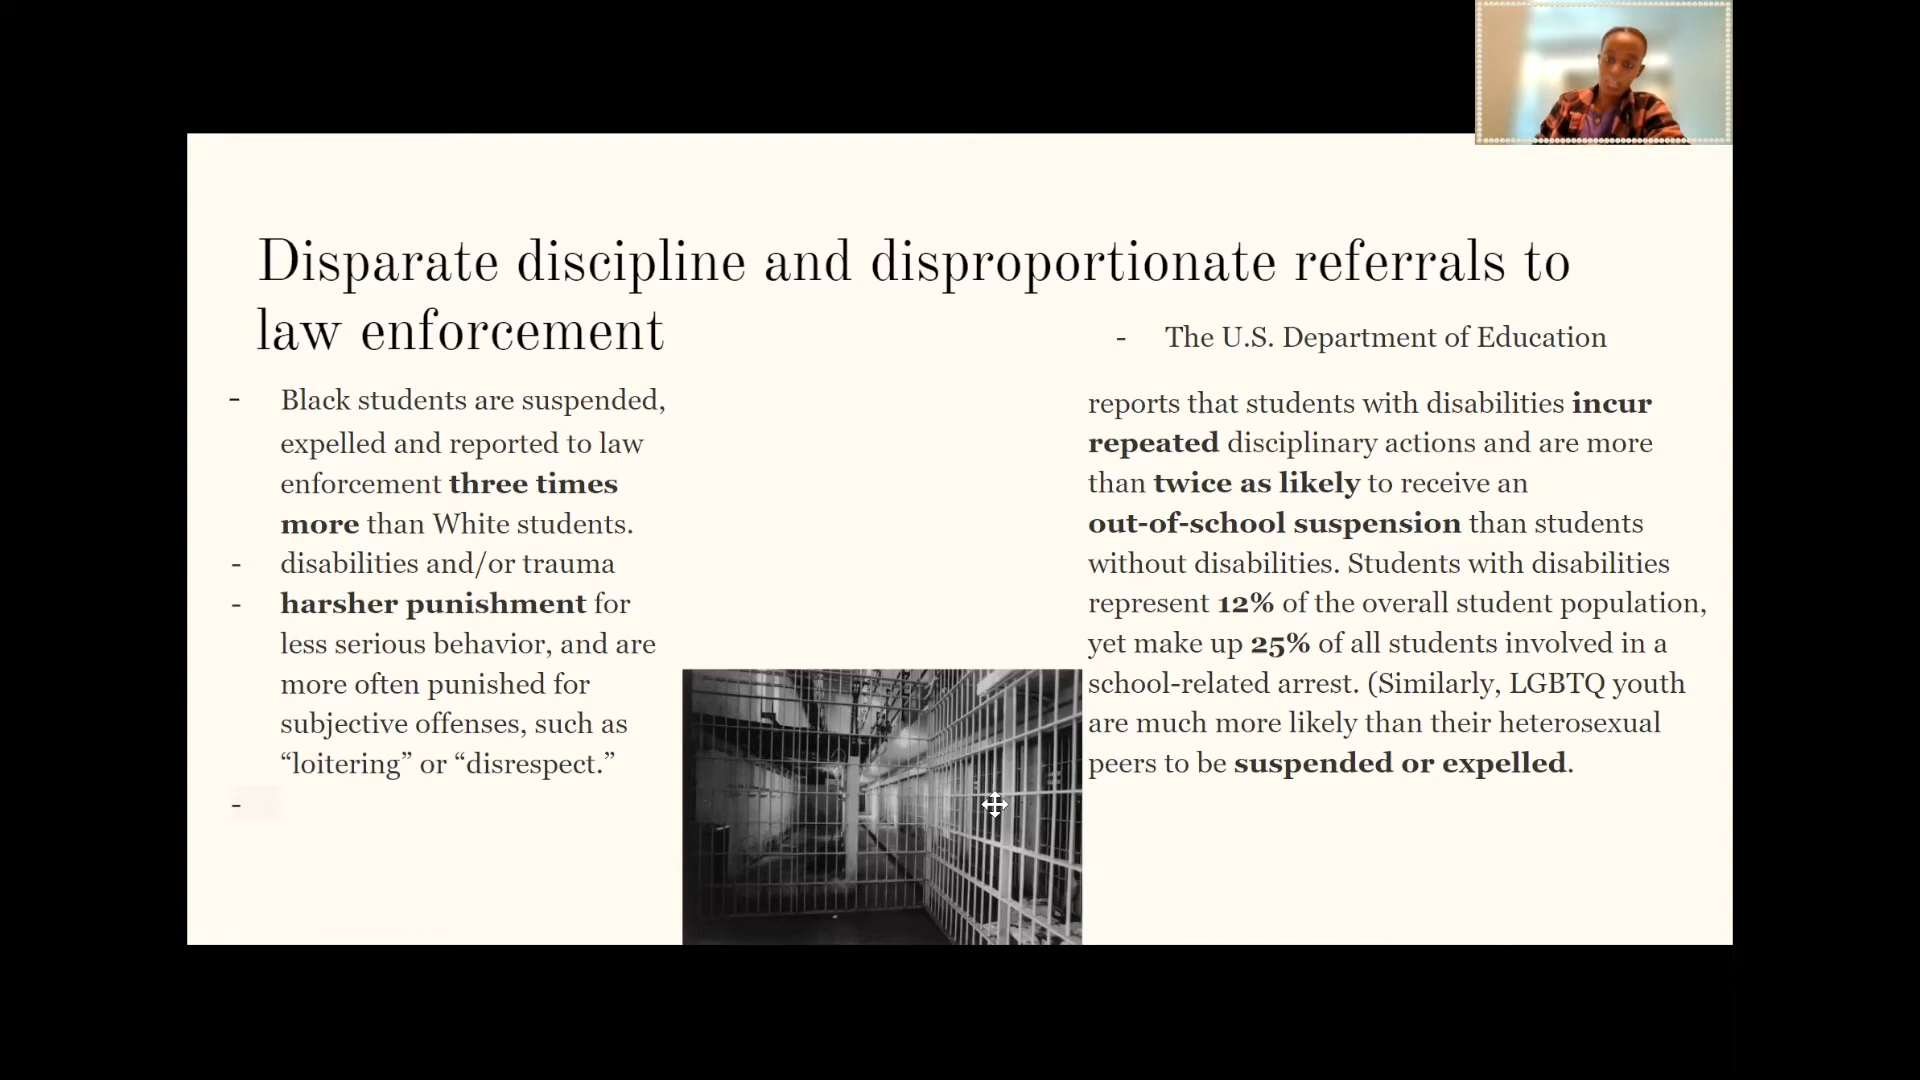 Disparate discipline and disproportionate referrals to
law enforcement
- Black students are suspended,
expelled and reported to law
enforcement three times
more than White students.
- disabilities and/or trauma
- harsher punishment for
less serious behavior, and are
more often punished for
subjective offenses, such as
“loitering” or “disrespect.”
-
- The U.S. Department of Education
reports that students with disabilities incur
repeated disciplinary actions and are more
than twice as likely to receive an
out-of-school suspension than students
without disabilities. Students with disabilities
represent 12% of the overall student population,
yet make up 25% of all students involved in a
school-related arrest. (Similarly, LGBTQ youth
are much more likely than their heterosexual
peers to be suspended or expelled.